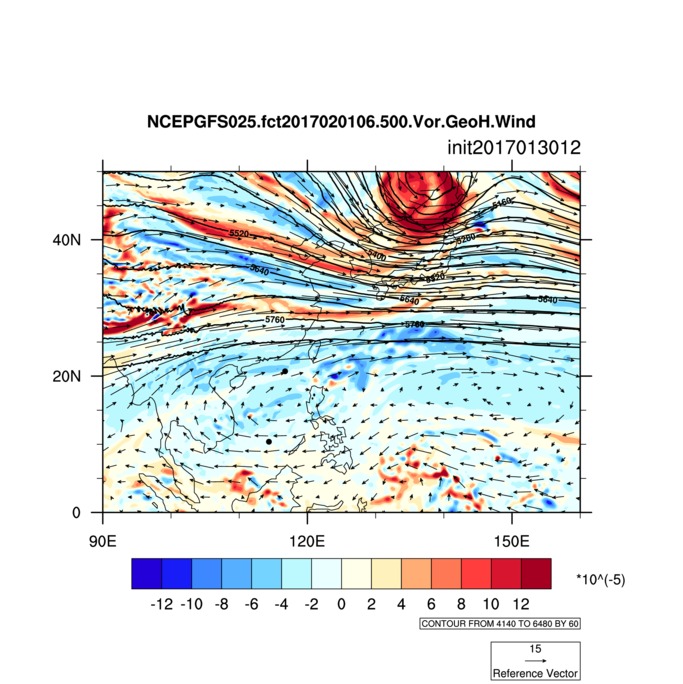 NCEPGFS025.fct2017020106.500.Vor.GeoH.Wind
init2017013012
5160
5520
5280
5400
5640
5520
5640
5640
5760
5760
40N
20N
0
90E 120E 150E
-12 -10 -8 -6 -4 -2 0 2 4 6 8 10 12
*10^(-5)
CONTOUR FROM 4140 TO 6480 BY 60
15
Reference Vector